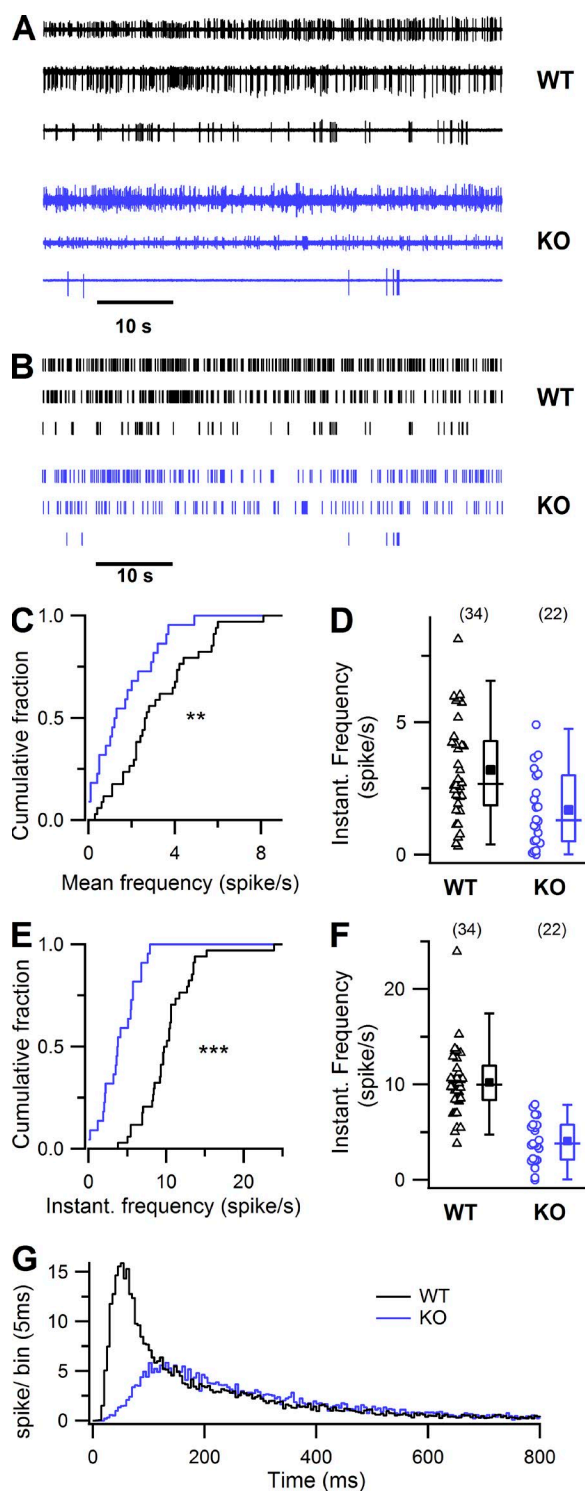 A
WT
KO
10 s
B
WT
KO
10 s
C
Cumulative fraction
1.0
0.5
0.0
**
0
4
8
Mean frequency (spike/s)
D
Instant. Frequency
(spike/s)
(34)
(22)
5
0
WT
KO
E
Cumulative fraction
1.0
0.5
0.0
***
0
10
20
Instant. frequency (spike/s)
F
Instant. Frequency
(spike/s)
(34)
(22)
20
10
0
WT
KO
G
spike/ bin (5ms)
15
10
5
0
WT
KO
0
200
400
600
800
Time (ms)